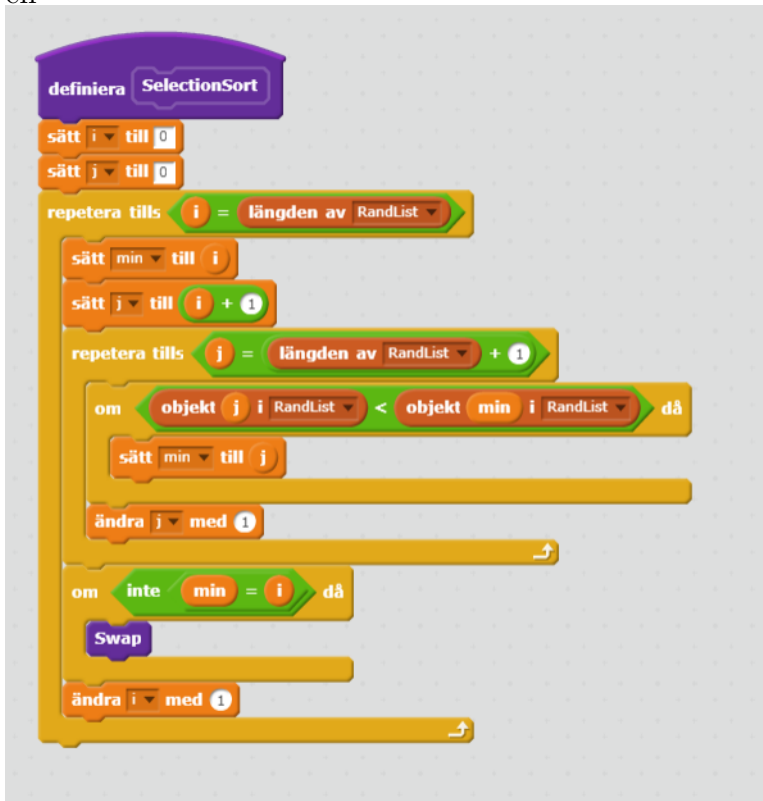 definiera SelectionSort
sätt i till 0
sätt j till 0
repetera tills i = längden av RandList
sätt min till i
sätt j till i + 1
repetera tills j = längden av RandList + 1
om objekt j i RandList < objekt min i RandList då
sätt min till j
ändra j med 1
om inte min = i då
Swap
ändra i med 1